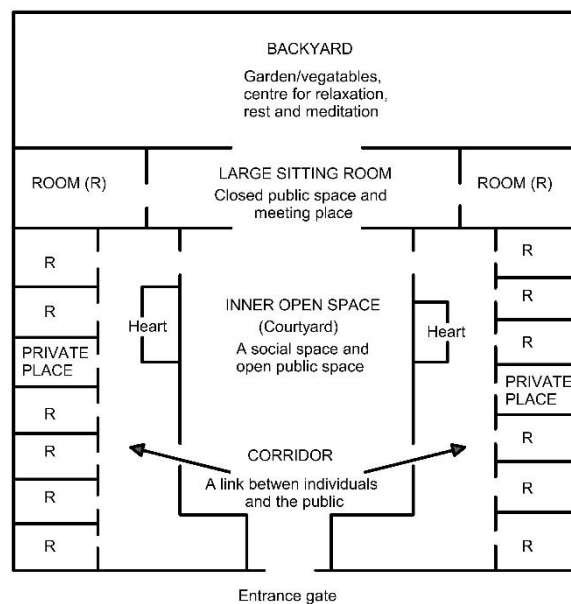 BACKYARD
Garden/vegatables,
centre for relaxation,
rest and meditation
ROOM (R)
LARGE SITTING ROOM
Closed public space and
meeting place
ROOM (R)
R
R
PRIVATE
PLACE
R
R
R
R
Heart
INNER OPEN SPACE
(Courtyard)
A social space and
open public space
Heart
CORRIDOR
A link betwen individuals
and the public
R
R
R
PRIVATE
PLACE
R
R
R
Entrance gate